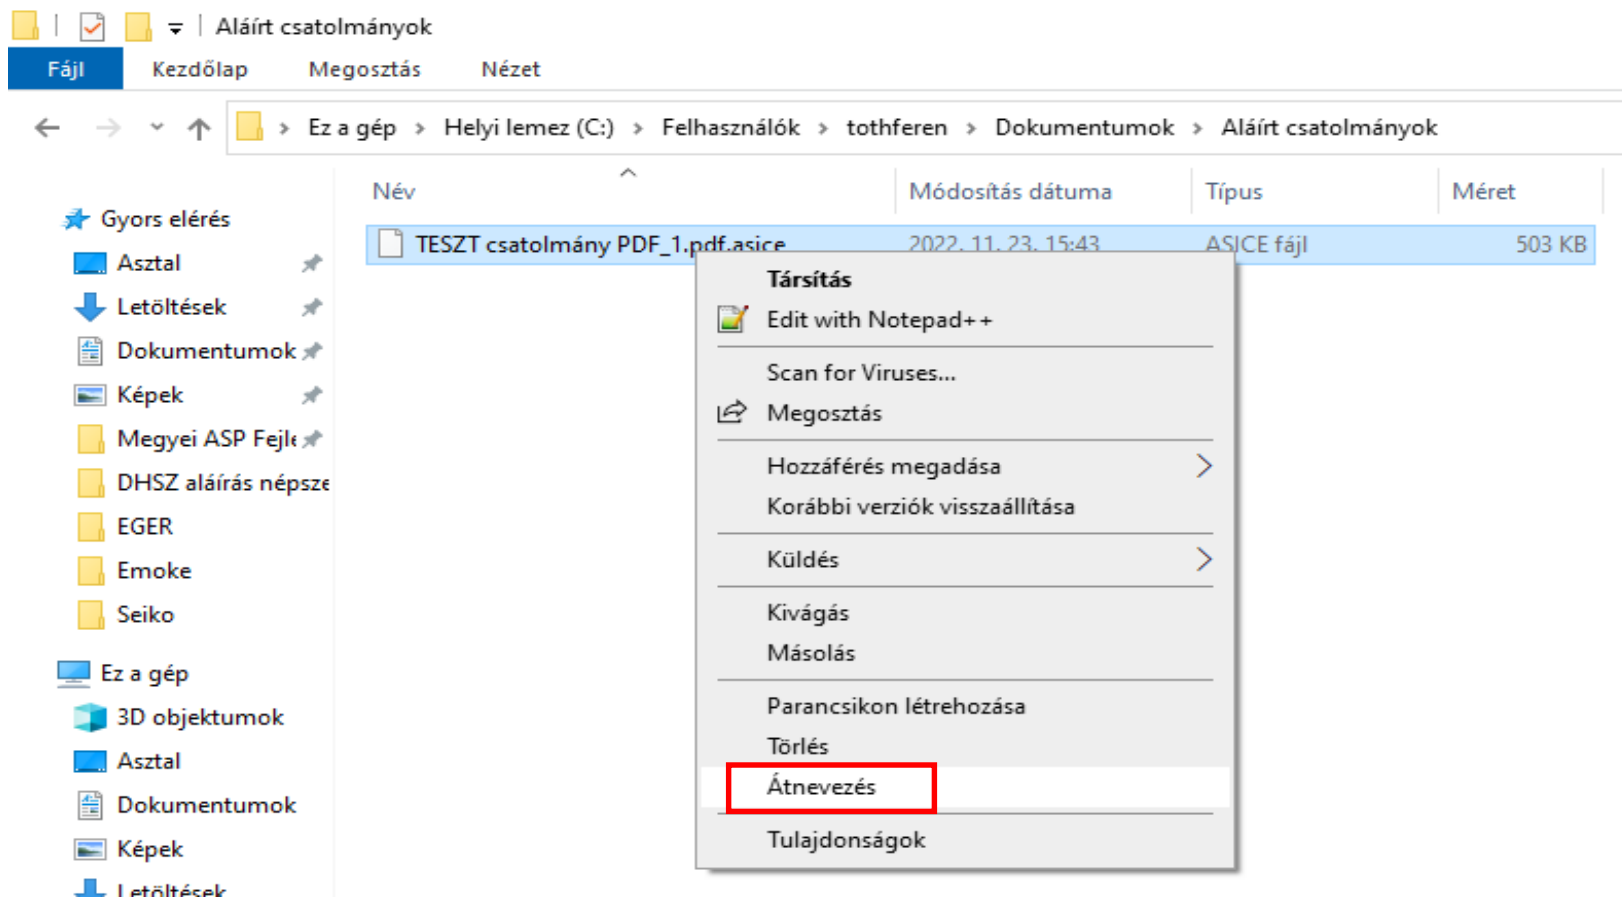 Aláírt csatolmányok
Fájl Kezdőlap Megosztás Nézet
Ez a gép > Helyi lemez (C:) > Felhasználók > tothferen > Dokumentumok > Aláírt csatolmányok
Név Módosítás dátuma Típus Méret
TESZT csatolmány PDF_1.pdf.asice 2022. 11. 23. 15:43 ASICE fájl 503 KB
Gyors elérés
Asztal
Letöltések
Dokumentumok
Képek
Megyei ASP Fejle
DHSZ aláírás népsze
EGER
Emoke
Seiko
Ez a gép
3D objektumok
Asztal
Dokumentumok
Képek
Letöltések
Társítás
Edit with Notepad++
Scan for Viruses...
Megosztás
Hozzáférés megadása
Korábbi verziók visszaállítása
Küldés
Kivágás
Másolás
Parancsikon létrehozása
Törlés
Átnevezés
Tulajdonságok